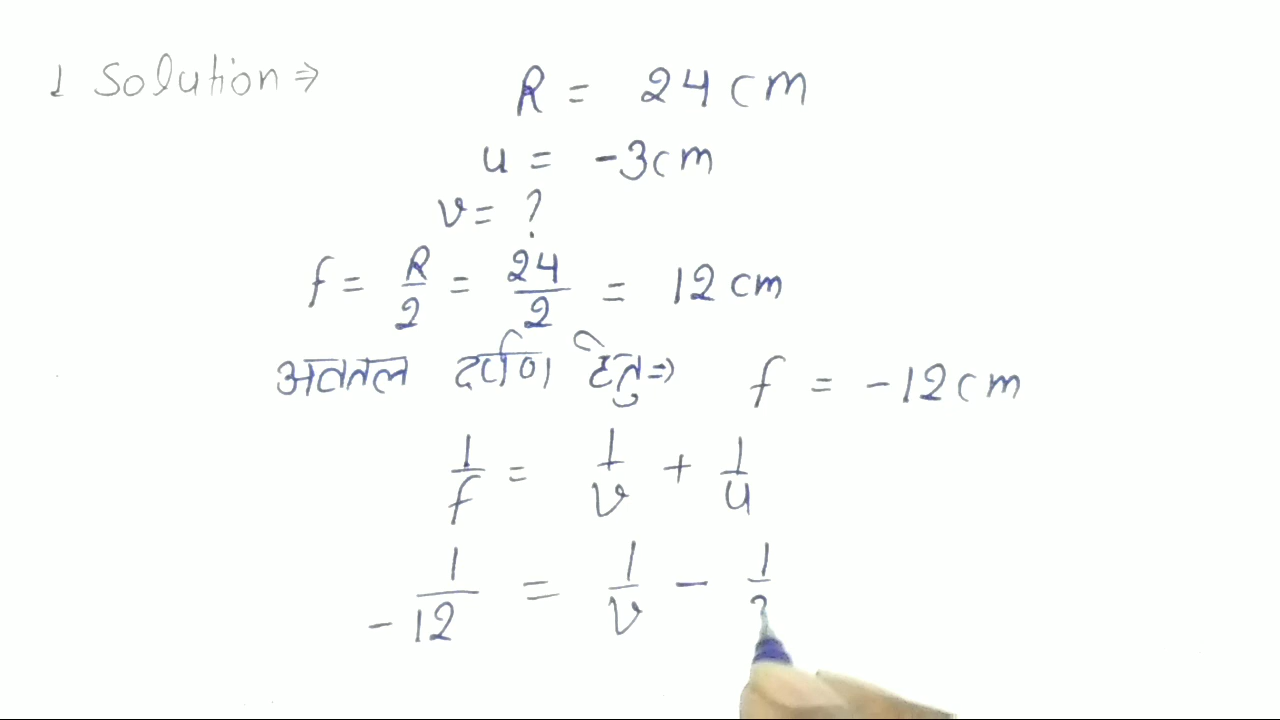 1 Solution ⇒
R = 24 cm
u = -3 cm
v = ?
f = R/2 = 24/2 = 12 cm
अवतल दर्पण हेतु ⇒ f = -12 cm
1/f = 1/v + 1/u
1/-12 = 1/v - 1/